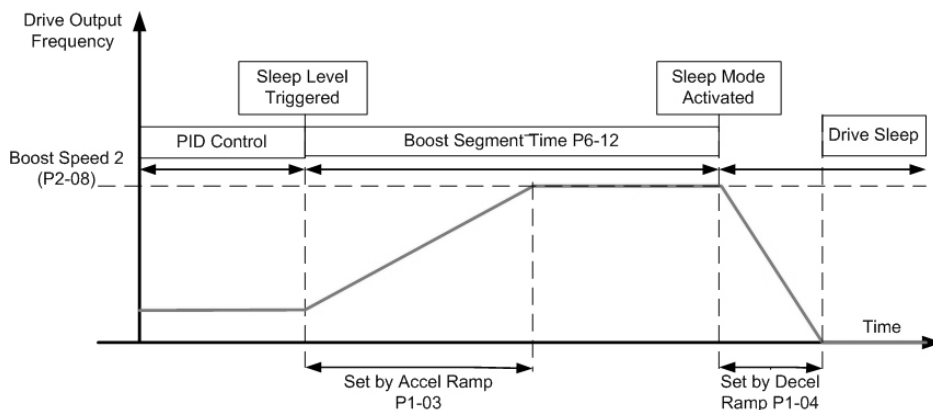 Drive Output
Frequency
Sleep Level
Triggered
Sleep Mode
Activated
PID Control
Boost Segment Time P6-12
Drive Sleep
Boost Speed 2
(P2-08)
Time
Set by Accel Ramp
P1-03
Set by Decel
Ramp P1-04